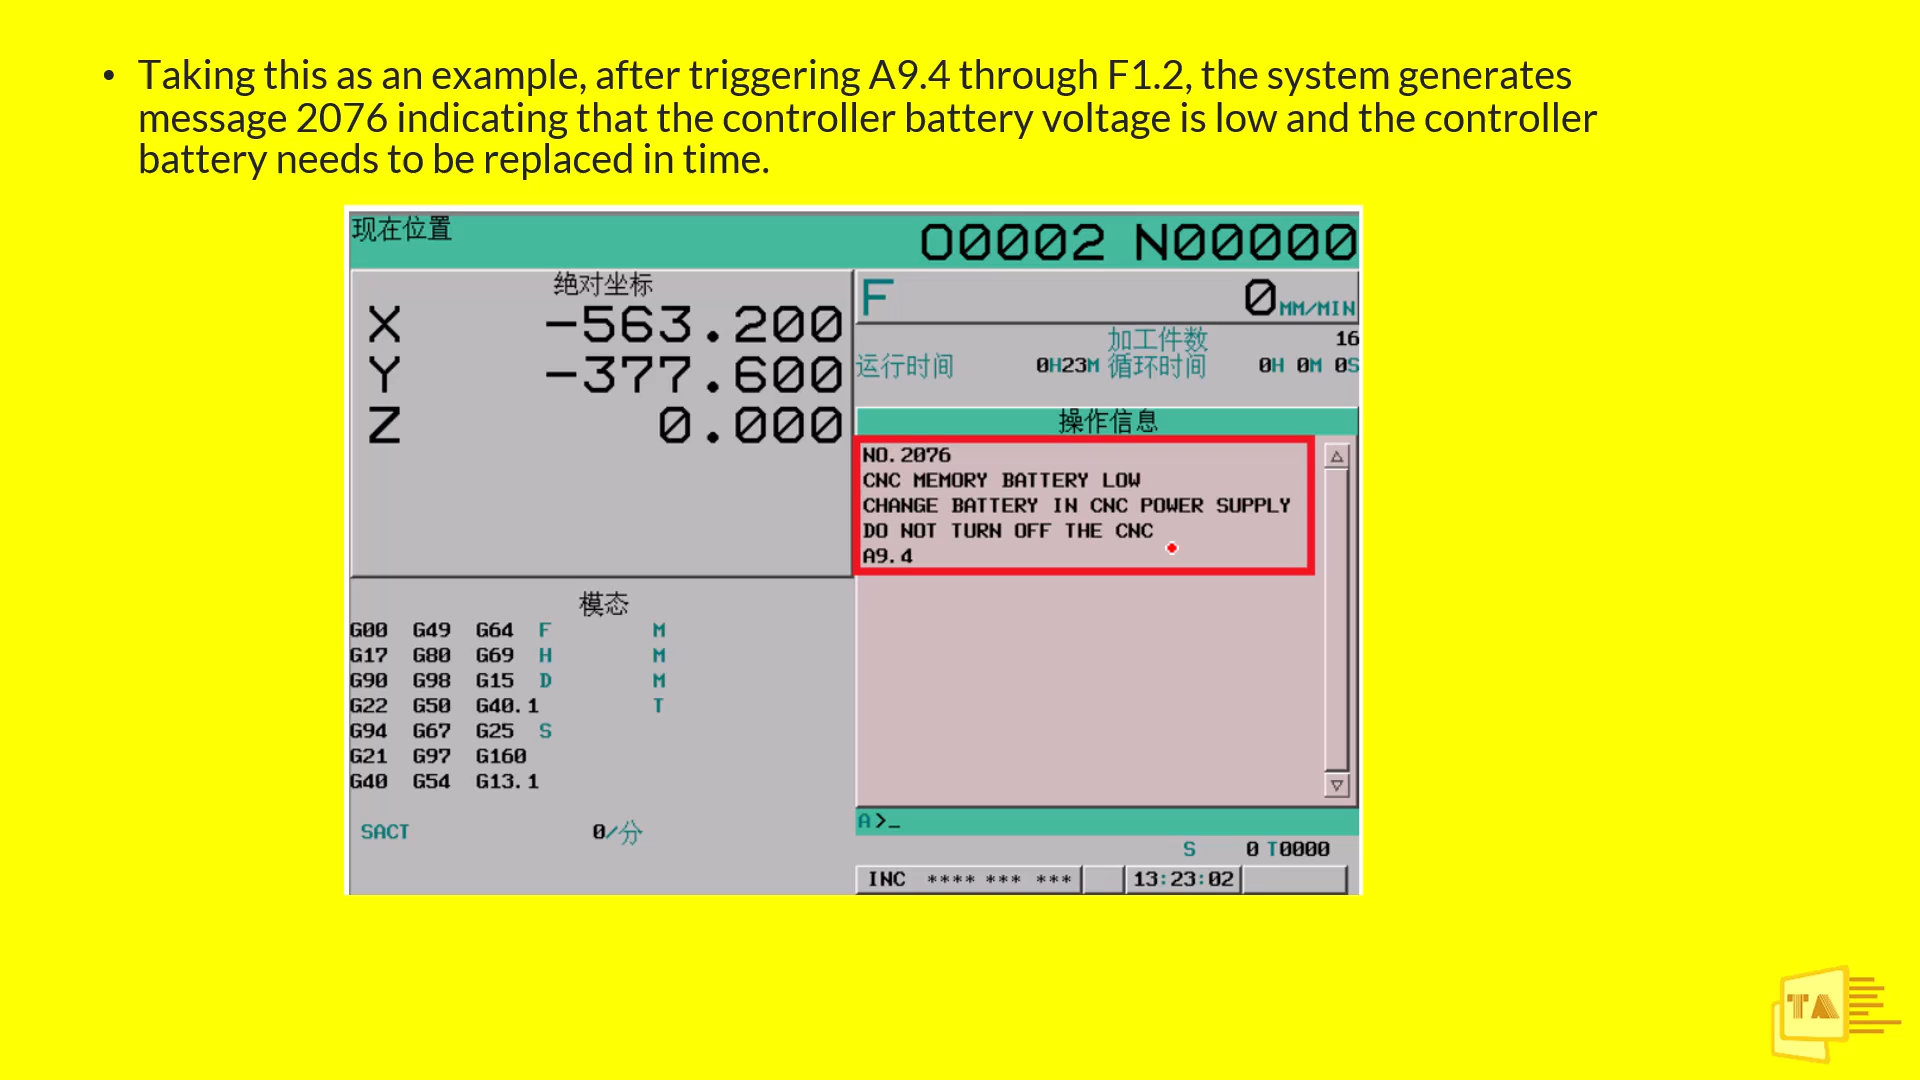 • Taking this as an example, after triggering A9.4 through F1.2, the system generates
message 2076 indicating that the controller battery voltage is low and the controller
battery needs to be replaced in time.
现在位置
O0002 N00000
绝对坐标
X -563.200
Y -377.600
Z 0.000
F 0 MM/MIN
加工件数 16
运行时间 0H23M 循环时间 0H 0M 0S
操作信息
NO.2076
CNC MEMORY BATTERY LOW
CHANGE BATTERY IN CNC POWER SUPPLY
DO NOT TURN OFF THE CNC
A9.4
模态
G00 G49 G64 F M
G17 G80 G69 H M
G90 G98 G15 D M
G22 G50 G40.1 T
G94 G67 G25 S
G21 G97 G160
G40 G54 G13.1
SACT 0/分
A>_
S 0 T0000
INC **** *** *** 13:23:02
TA